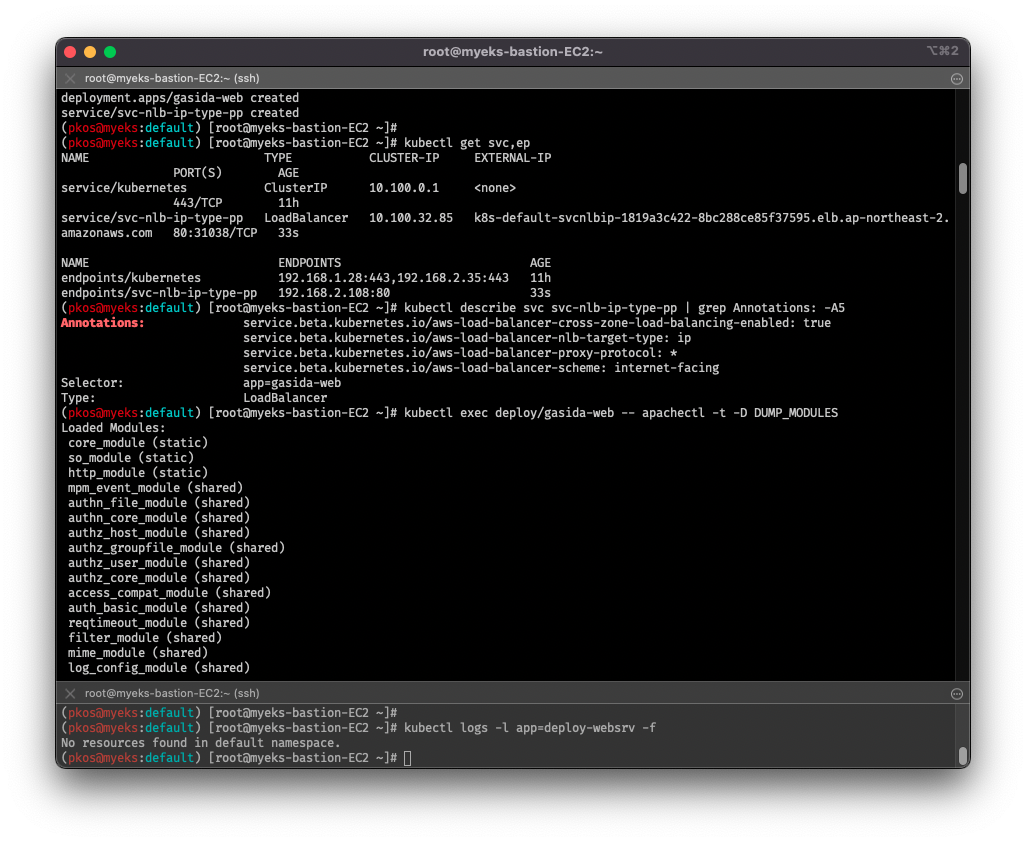 root@myeks-bastion-EC2:~
⌥⌘2
root@myeks-bastion-EC2:~ (ssh)
deployment.apps/gasida-web created
service/svc-nlb-ip-type-pp created
(pkos@myeks:default) [root@myeks-bastion-EC2 ~]#
(pkos@myeks:default) [root@myeks-bastion-EC2 ~]# kubectl get svc,ep
NAME                         TYPE           CLUSTER-IP     EXTERNAL-IP
                PORT(S)        AGE
service/kubernetes           ClusterIP      10.100.0.1     <none>
                443/TCP        11h
service/svc-nlb-ip-type-pp   LoadBalancer   10.100.32.85   k8s-default-svcnlbip-1819a3c422-8bc288ce85f37595.elb.ap-northeast-2.
amazonaws.com   80:31038/TCP   33s
NAME                           ENDPOINTS                           AGE
endpoints/kubernetes           192.168.1.28:443,192.168.2.35:443   11h
endpoints/svc-nlb-ip-type-pp   192.168.2.108:80                    33s
(pkos@myeks:default) [root@myeks-bastion-EC2 ~]# kubectl describe svc svc-nlb-ip-type-pp | grep Annotations: -A5
Annotations:              service.beta.kubernetes.io/aws-load-balancer-cross-zone-load-balancing-enabled: true
                          service.beta.kubernetes.io/aws-load-balancer-nlb-target-type: ip
                          service.beta.kubernetes.io/aws-load-balancer-proxy-protocol: *
                          service.beta.kubernetes.io/aws-load-balancer-scheme: internet-facing
Selector:                 app=gasida-web
Type:                     LoadBalancer
(pkos@myeks:default) [root@myeks-bastion-EC2 ~]# kubectl exec deploy/gasida-web -- apachectl -t -D DUMP_MODULES
Loaded Modules:
 core_module (static)
 so_module (static)
 http_module (static)
 mpm_event_module (shared)
 authn_file_module (shared)
 authn_core_module (shared)
 authz_host_module (shared)
 authz_groupfile_module (shared)
 authz_user_module (shared)
 authz_core_module (shared)
 access_compat_module (shared)
 auth_basic_module (shared)
 reqtimeout_module (shared)
 filter_module (shared)
 mime_module (shared)
 log_config_module (shared)
root@myeks-bastion-EC2:~ (ssh)
(pkos@myeks:default) [root@myeks-bastion-EC2 ~]#
(pkos@myeks:default) [root@myeks-bastion-EC2 ~]# kubectl logs -l app=deploy-websrv -f
No resources found in default namespace.
(pkos@myeks:default) [root@myeks-bastion-EC2 ~]#